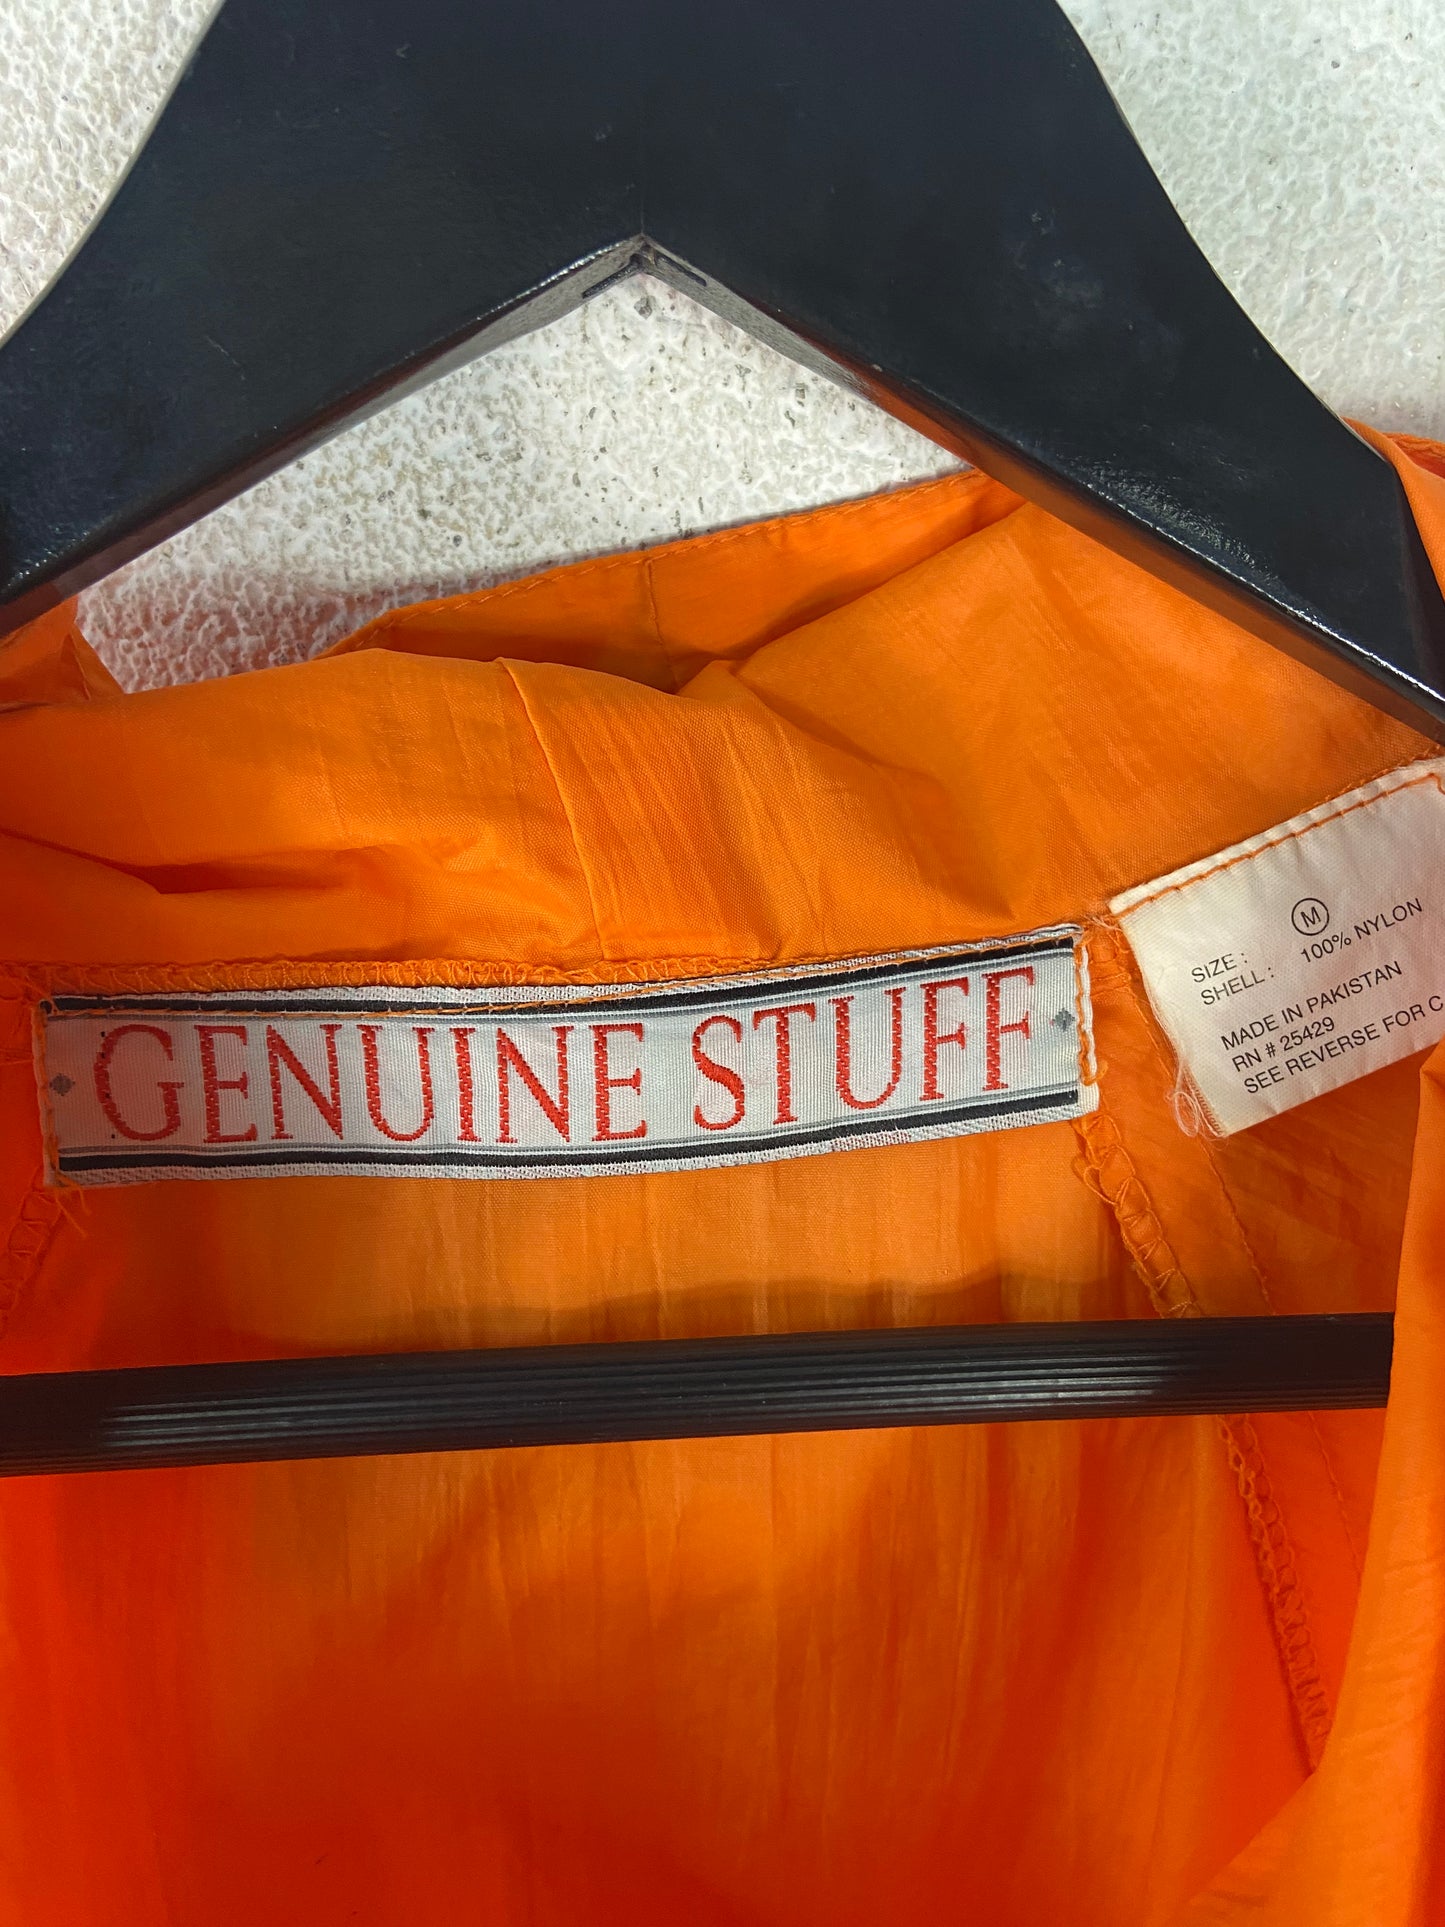 GENUINE STUFF
SIZE : M
SHELL : 100% NYLON
MADE IN PAKISTAN
RN # 25429
SEE REVERSE FOR C